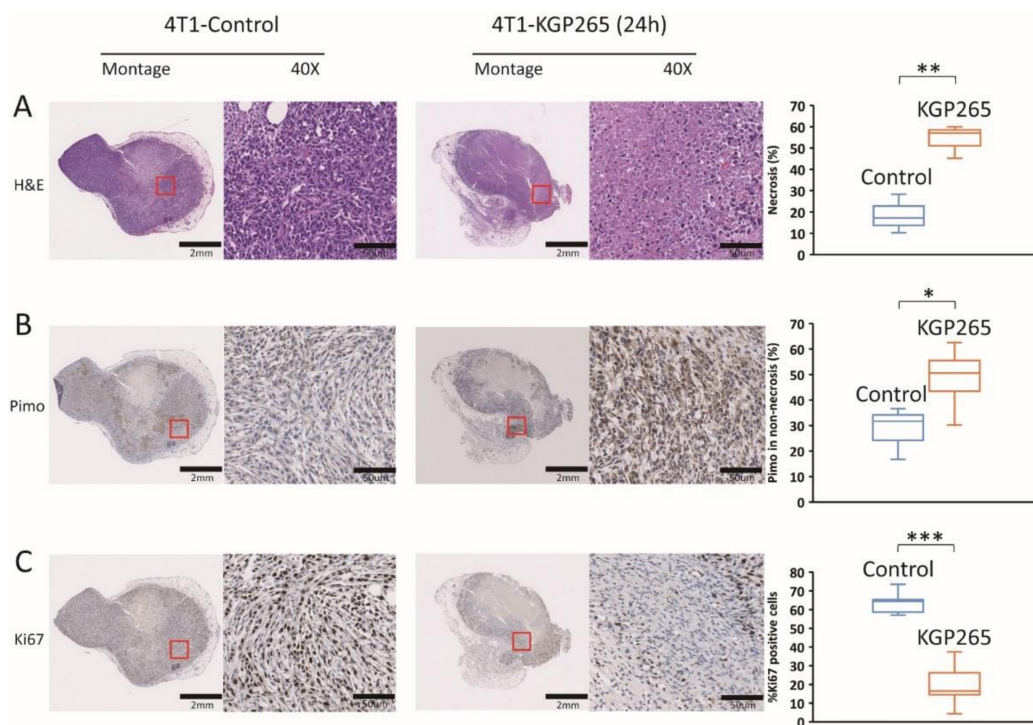 4T1-Control 4T1-KGP265 (24h)
Montage 40X Montage 40X
A
H&E
2mm
50um
2mm
50um
**
KGP265
Control
Necrosis (%)
70
60
50
40
30
20
10
0
B
Pimo
2mm
50um
2mm
50um
*
KGP265
Control
Pimo in non-necrosis (%)
70
60
50
40
30
20
10
0
C
Ki67
2mm
50um
2mm
50um
***
Control
KGP265
%Ki67 positive cells
80
70
60
50
40
30
20
10
0